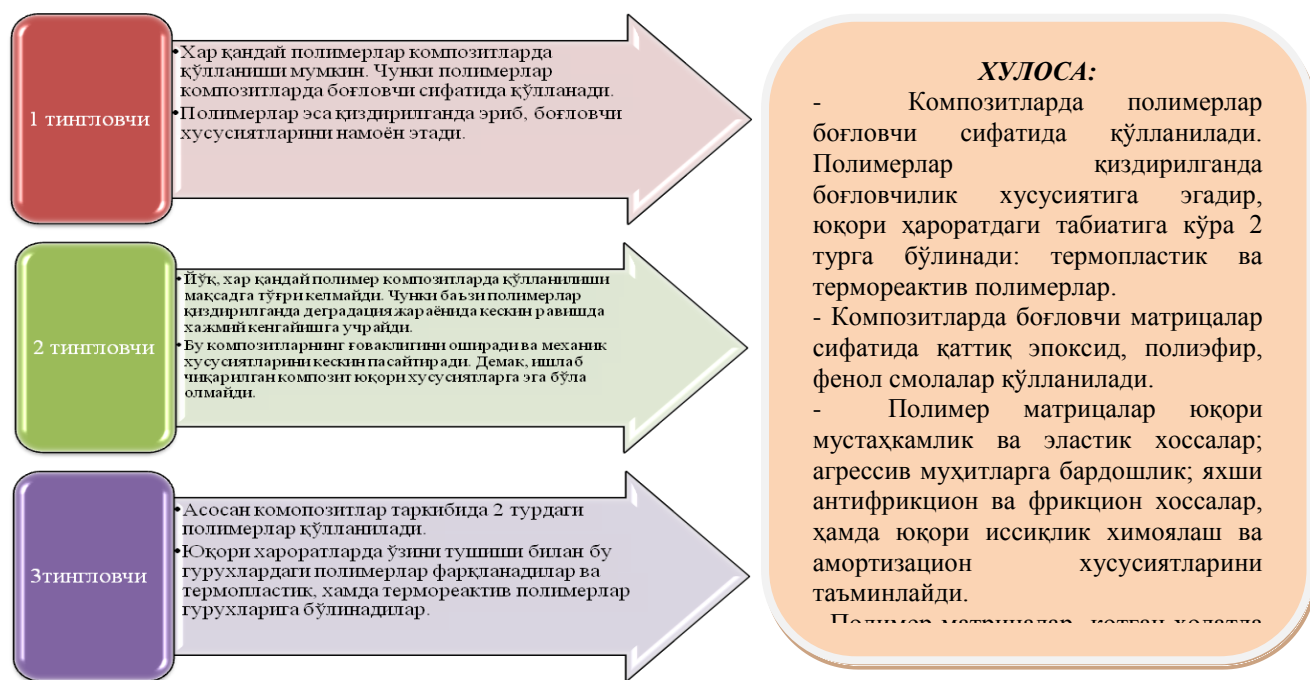 1 тингловчи
•Хар қандай полимерлар композитларда
қўлланиши мумкин. Чунки полимерлар
композитларда боғловчи сифатида қўлланади.
•Полимерлар эса қиздирилганда эриб, боғловчи
хусусиятларини намоён этади.
2 тингловчи
•Йўқ, хар қандай полимер композитларда қўлланилиши
мақсадга тўғри келмайди. Чунки баъзи полимерлар
қиздирилганда деградация жараёнида кескин равишда
хажмий кенгайишга учрайди.
•Бу композитларнинг ғоваклигини оширади ва механик
хусусиятларини кескин пасайтиради. Демак, ишлаб
чиқарилган композит юқори хусусиятларга эга бўла
олмайди.
3тингловчи
•Асосан комопозитлар таркибида 2 турдаги
полимерлар қўлланилади.
•Юқори хароратларда ўзини тушиши билан бу
гурухлардаги полимерлар фарқланадилар ва
термопластик, хамда термореактив полимерлар
гурухларига бўлинадилар.
ХУЛОСА:
- Композитларда полимерлар
боғловчи сифатида қўлланилади.
Полимерлар қиздирилганда
боғловчилик хусусиятига эгадир,
юқори ҳароратдаги табиатига кўра 2
турга бўлинади: термопластик ва
термореактив полимерлар.
- Композитларда боғловчи матрицалар
сифатида қаттиқ эпоксид, полиэфир,
фенол смолалар қўлланилади.
- Полимер матрицалар юқори
мустаҳкамлик ва эластик хоссалар;
агрессив муҳитларга бардошлик; яхши
антифрикцион ва фрикцион хоссалар,
ҳамда юқори иссиқлик химоялаш ва
амортизацион хусусиятларини
таъминлайди.
- Полимер матрицалар қотган ҳолатда